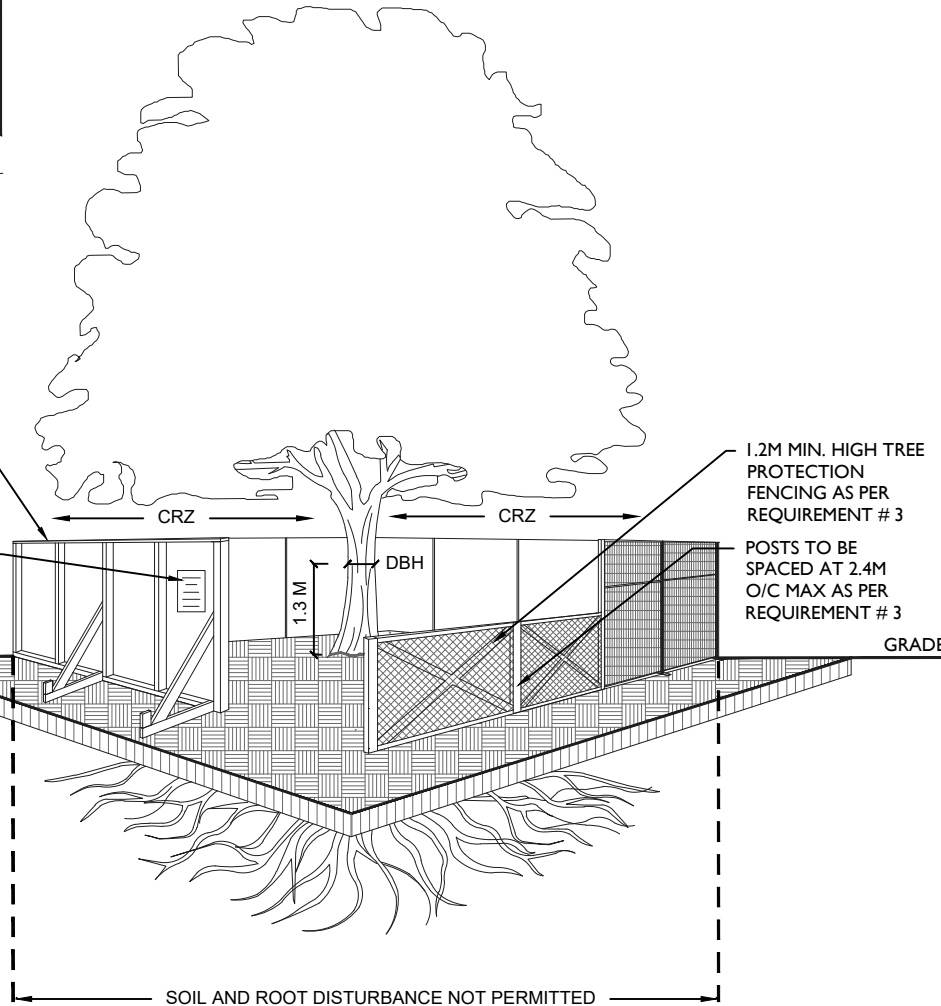 1.2M MIN. HIGH TREE
PROTECTION
FENCING AS PER
REQUIREMENT # 3
CRZ
CRZ
POSTS TO BE
SPACED AT 2.4M
O/C MAX AS PER
REQUIREMENT # 3
DBH
1.3 M
GRADE
SOIL AND ROOT DISTURBANCE NOT PERMITTED